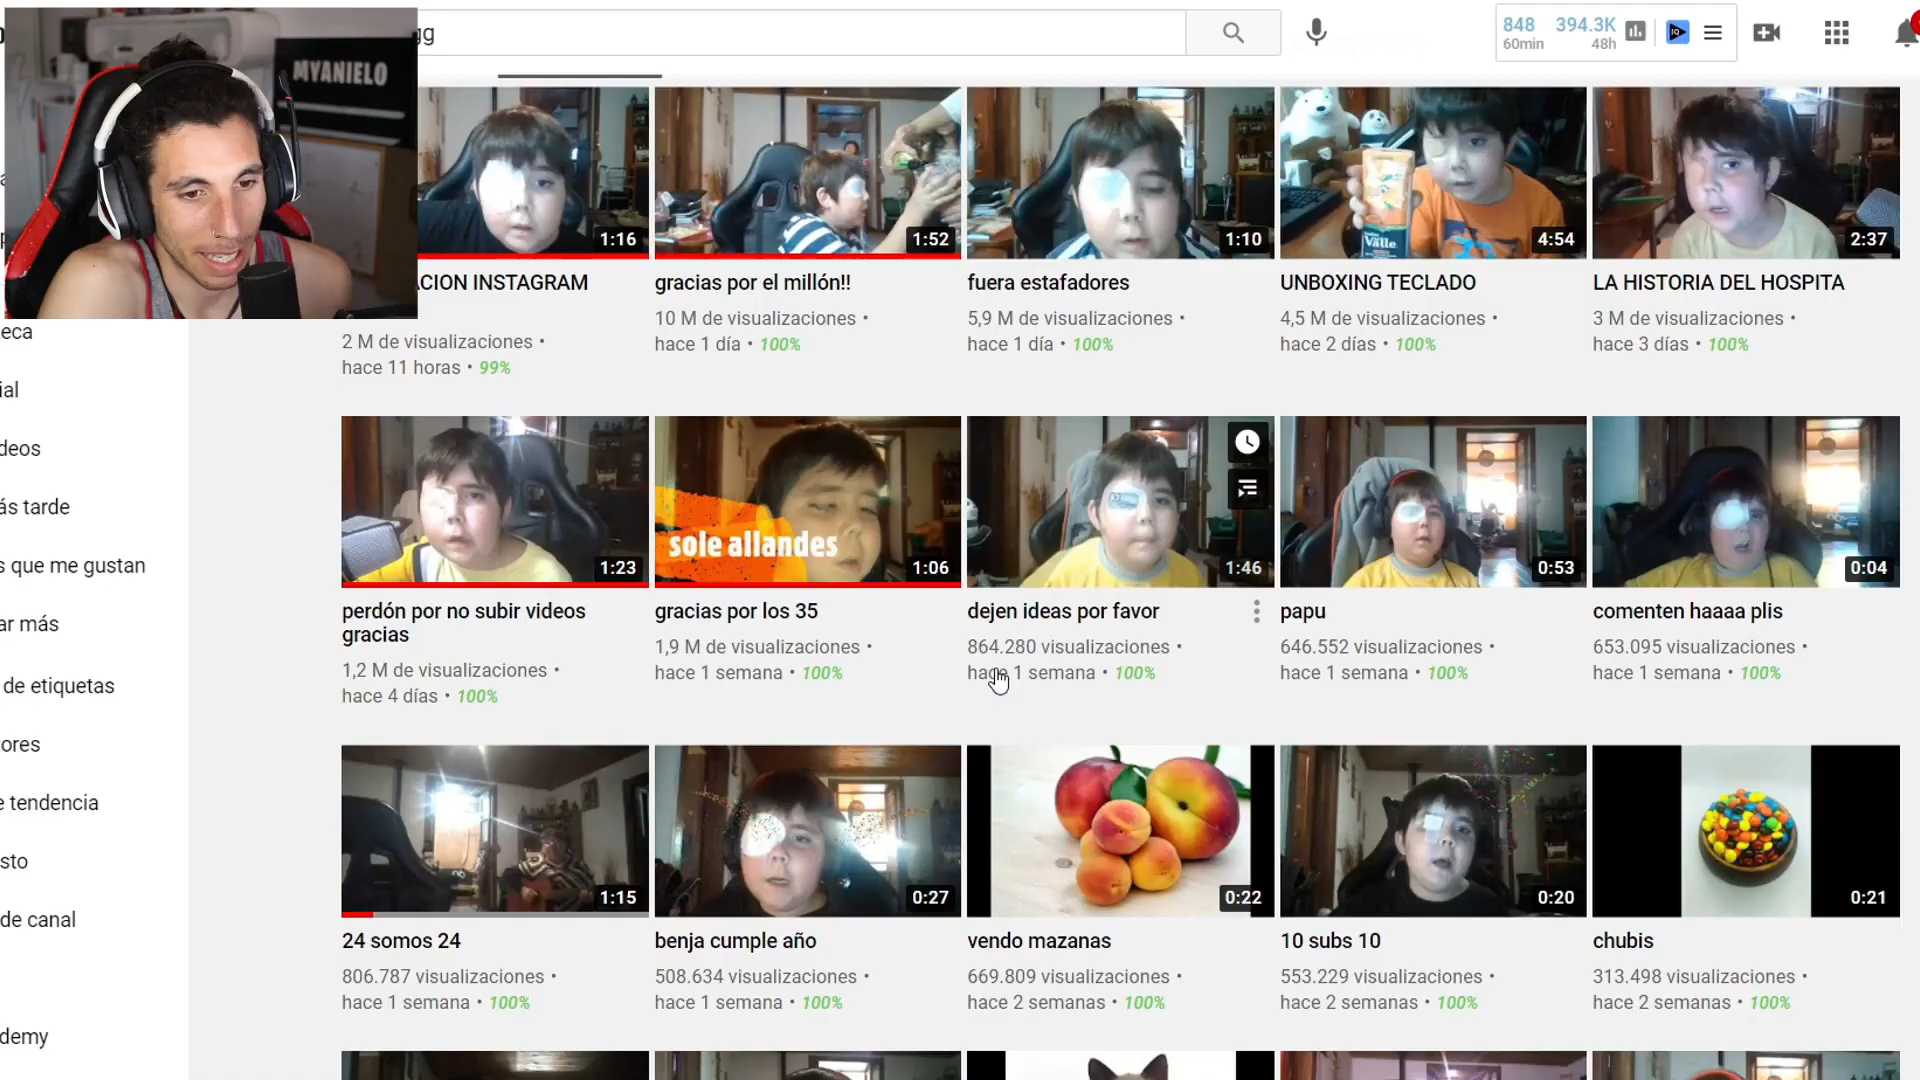 gg
848 394.3K
60min 48h
MYANIELO
1:16
1:52
1:10
Valle
4:54
2:37
ACION INSTAGRAM
2 M de visualizaciones •
hace 11 horas • 99%
gracias por el millón!!
10 M de visualizaciones •
hace 1 día • 100%
fuera estafadores
5,9 M de visualizaciones •
hace 1 día • 100%
UNBOXING TECLADO
4,5 M de visualizaciones •
hace 2 días • 100%
LA HISTORIA DEL HOSPITA
3 M de visualizaciones •
hace 3 días • 100%
teca
ial
deos
ás tarde
s que me gustan
ar más
de etiquetas
ores
e tendencia
sto
de canal
demy
1:23
sole allandes
1:06
1:46
0:53
0:04
perdón por no subir videos
gracias
1,2 M de visualizaciones •
hace 4 días • 100%
gracias por los 35
1,9 M de visualizaciones •
hace 1 semana • 100%
dejen ideas por favor
864.280 visualizaciones •
hace 1 semana • 100%
papu
646.552 visualizaciones •
hace 1 semana • 100%
comenten haaaa plis
653.095 visualizaciones •
hace 1 semana • 100%
1:15
0:27
0:22
0:20
0:21
24 somos 24
806.787 visualizaciones •
hace 1 semana • 100%
benja cumple año
508.634 visualizaciones •
hace 1 semana • 100%
vendo mazanas
669.809 visualizaciones •
hace 2 semanas • 100%
10 subs 10
553.229 visualizaciones •
hace 2 semanas • 100%
chubis
313.498 visualizaciones •
hace 2 semanas • 100%